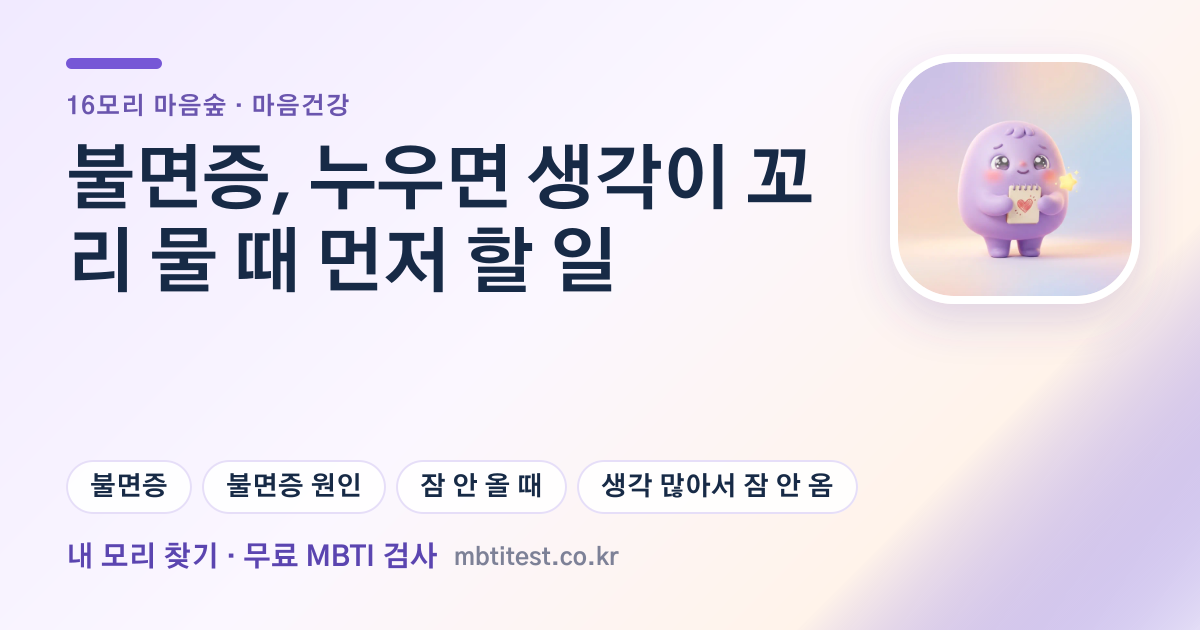 16모리 마음숲 · 마음건강
불면증, 누우면 생각이 꼬
리 물 때 먼저 할 일
불면증
불면증 원인
잠 안 올 때
생각 많아서 잠 안 옴
내 모리 찾기 · 무료 MBTI 검사 mbtitest.co.kr